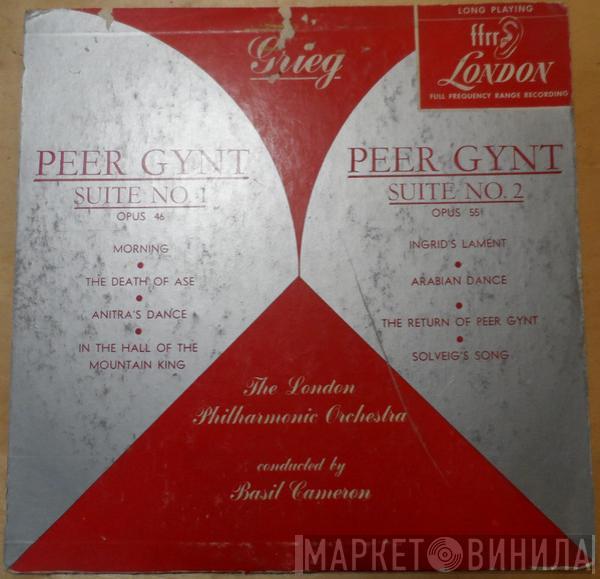 LONG PLAYING
ffrr
LONDON
FULL FREQUENCY RANGE RECORDING
Grieg
PEER GYNT
SUITE NO. 1
OPUS 46
MORNING
THE DEATH OF ASE
ANITRA'S DANCE
IN THE HALL OF THE
MOUNTAIN KING
PEER GYNT
SUITE NO. 2
OPUS 55
INGRID'S LAMENT
ARABIAN DANCE
THE RETURN OF PEER GYNT
SOLVEIG'S SONG
The London
Philharmonic Orchestra
conducted by
Basil Cameron
МАРКЕТ ВИНИЛА